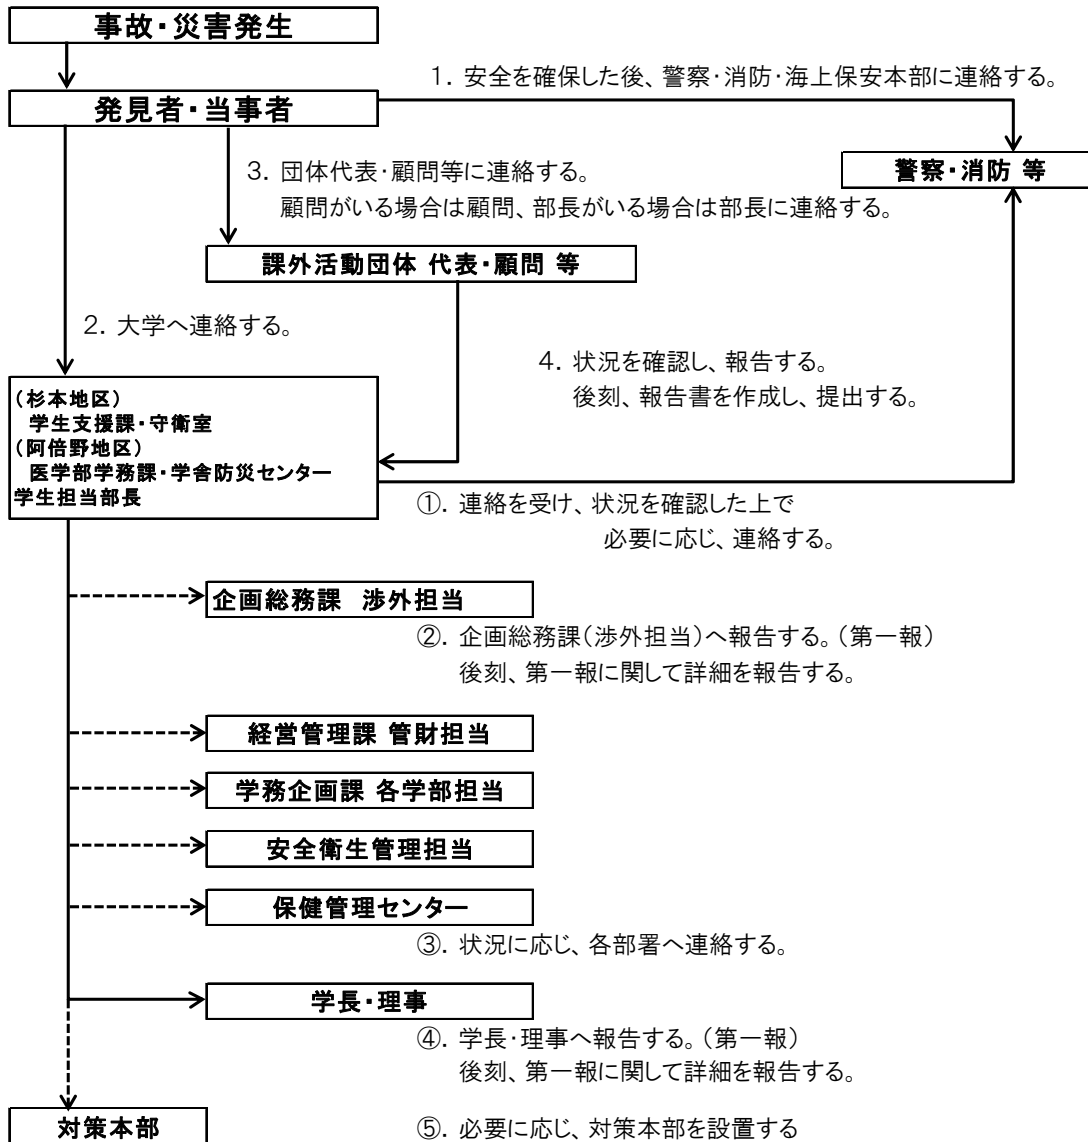 事故・災害発生
1. 安全を確保した後、警察・消防・海上保安本部に連絡する。
発見者・当事者
警察・消防 等
3. 団体代表・顧問等に連絡する。
顧問がいる場合は顧問、部長がいる場合は部長に連絡する。
課外活動団体 代表・顧問 等
2. 大学へ連絡する。
4. 状況を確認し、報告する。
後刻、報告書を作成し、提出する。
(杉本地区)
学生支援課・守衛室
(阿倍野地区)
医学部学務課・学舎防災センター
学生担当部長
①. 連絡を受け、状況を確認した上で
必要に応じ、連絡する。
企画総務課 渉外担当
②. 企画総務課(渉外担当)へ報告する。(第一報)
後刻、第一報に関して詳細を報告する。
経営管理課 管財担当
学務企画課 各学部担当
安全衛生管理担当
保健管理センター
③. 状況に応じ、各部署へ連絡する。
学長・理事
④. 学長・理事へ報告する。(第一報)
後刻、第一報に関して詳細を報告する。
対策本部
⑤. 必要に応じ、対策本部を設置する